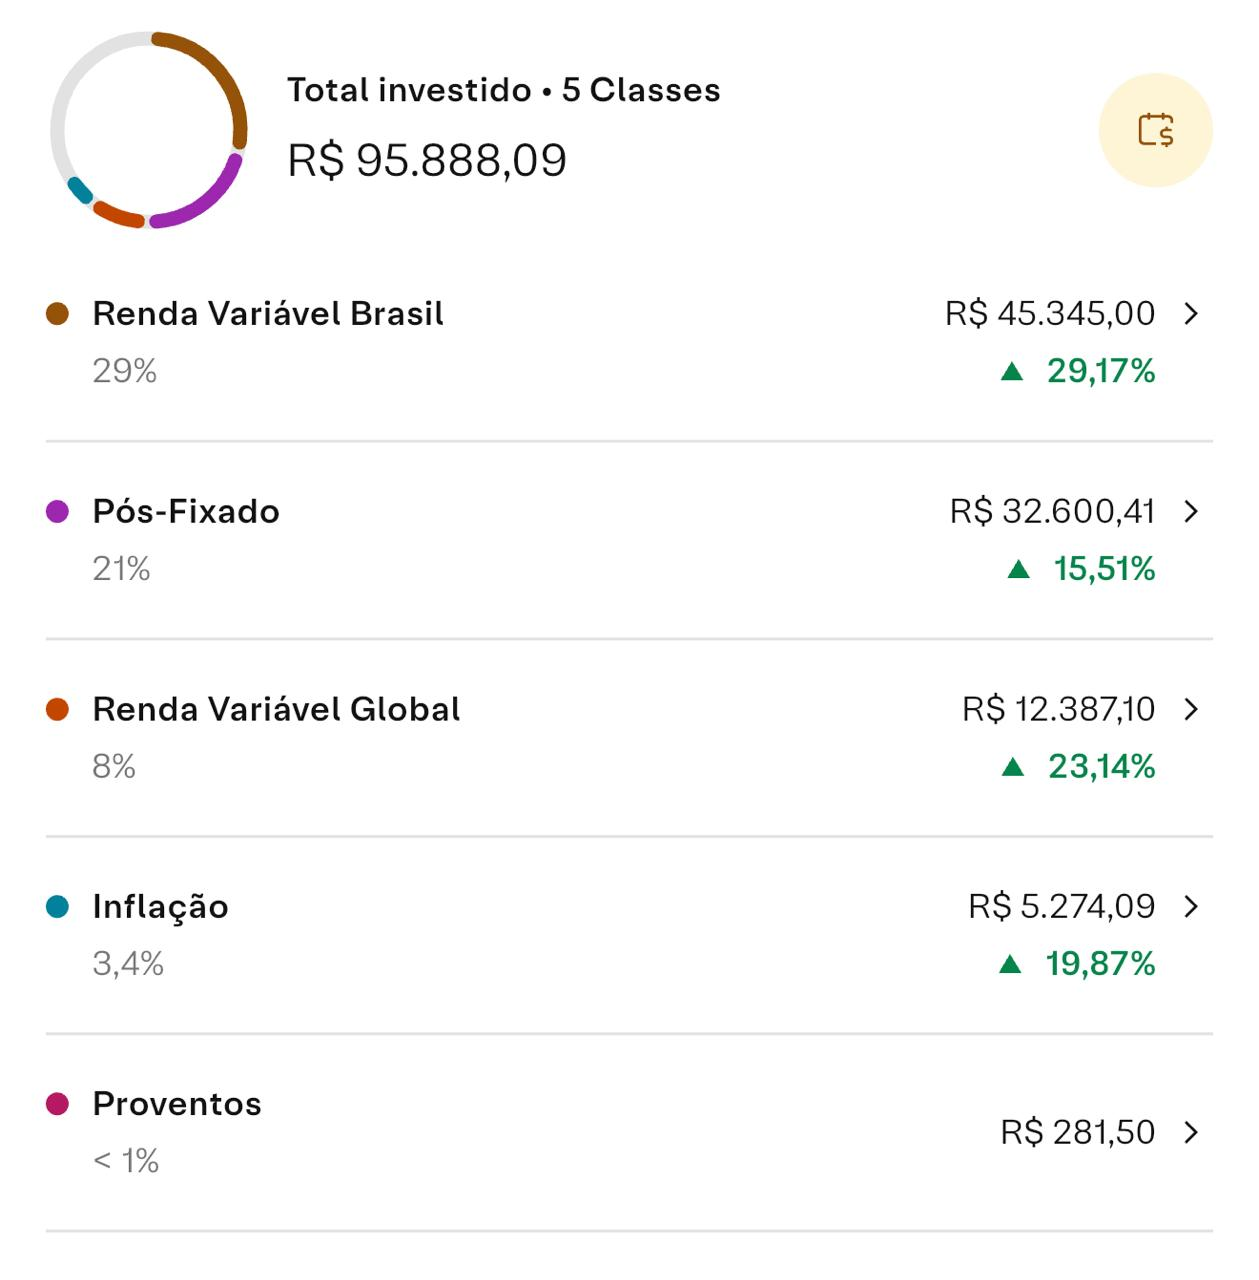 Total investido • 5 Classes
R$ 95.888,09
Renda Variável Brasil
R$ 45.345,00
29%
▲ 29,17%
Pós-Fixado
R$ 32.600,41
21%
▲ 15,51%
Renda Variável Global
R$ 12.387,10
8%
▲ 23,14%
Inflação
R$ 5.274,09
3,4%
▲ 19,87%
Proventos
R$ 281,50
< 1%